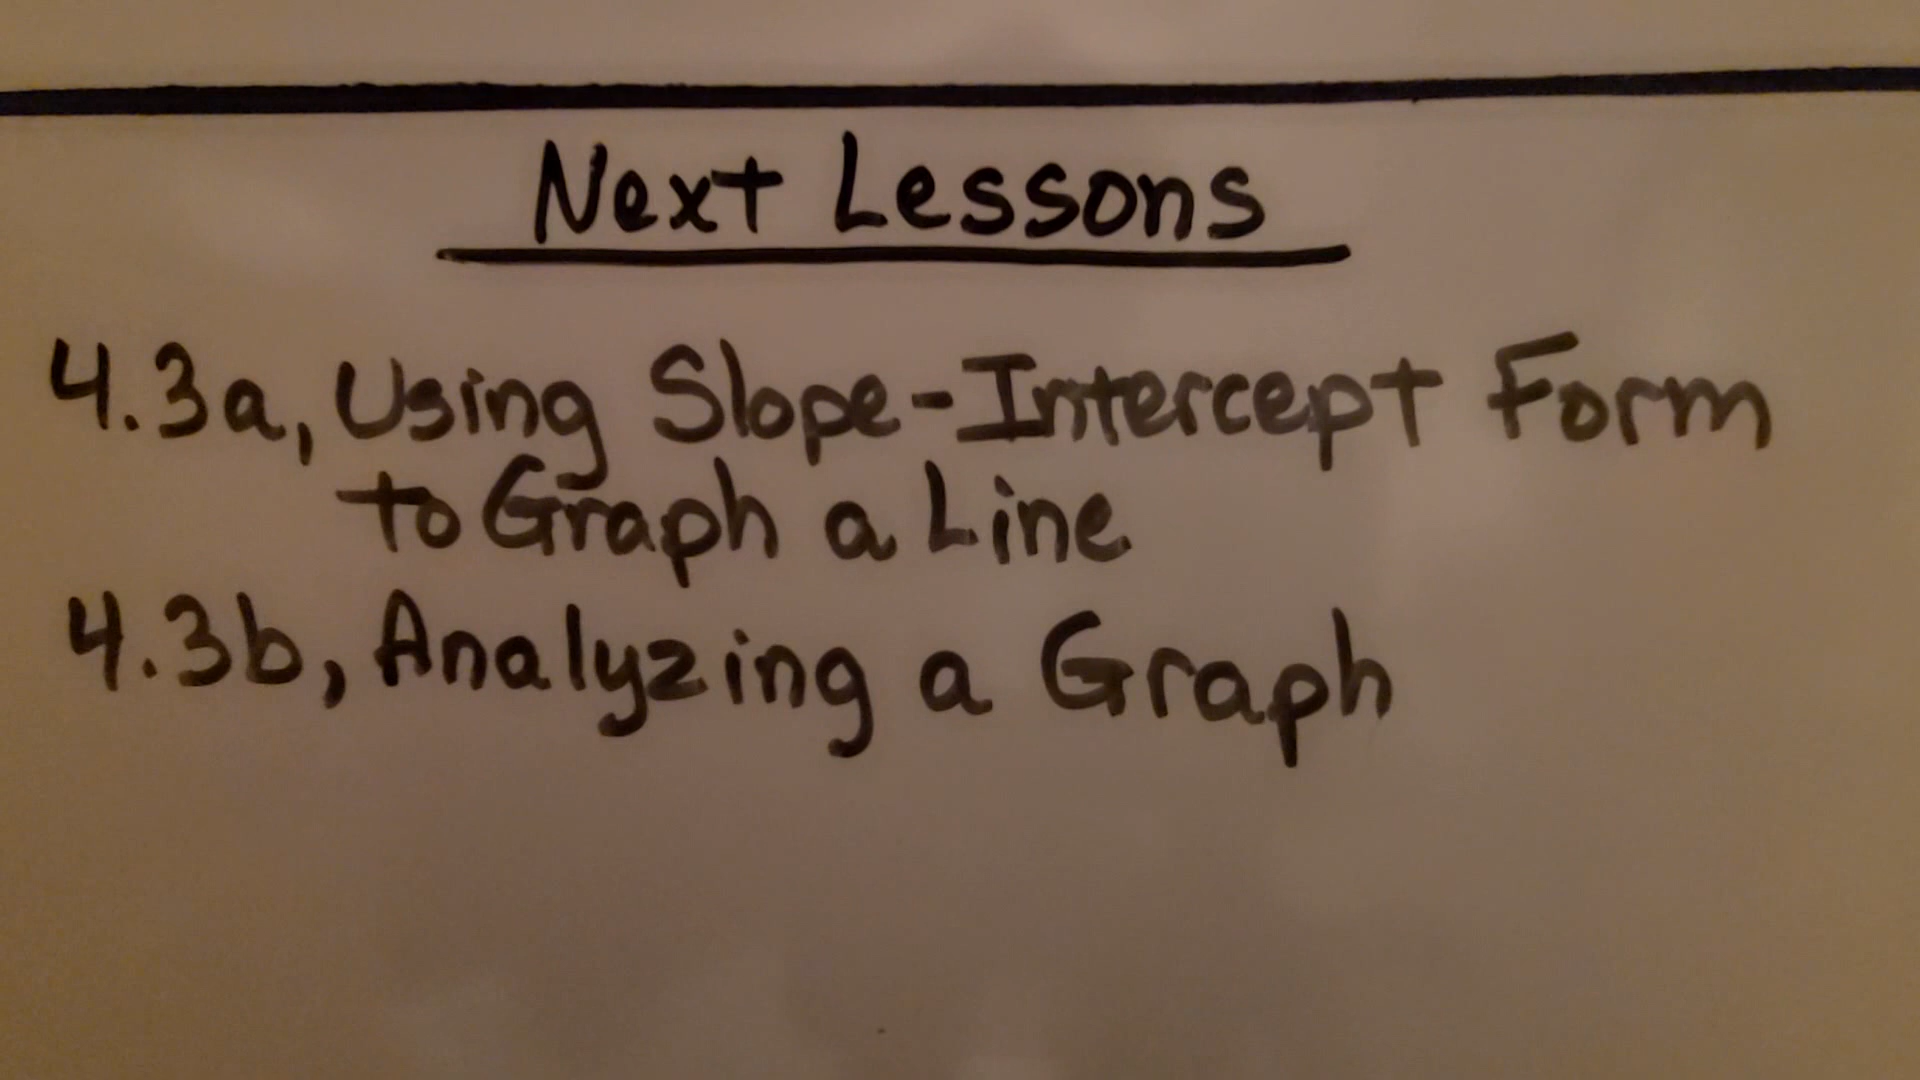 Next Lessons
4.3a, Using Slope-Intercept Form
to Graph a Line
4.3b, Analyzing a Graph